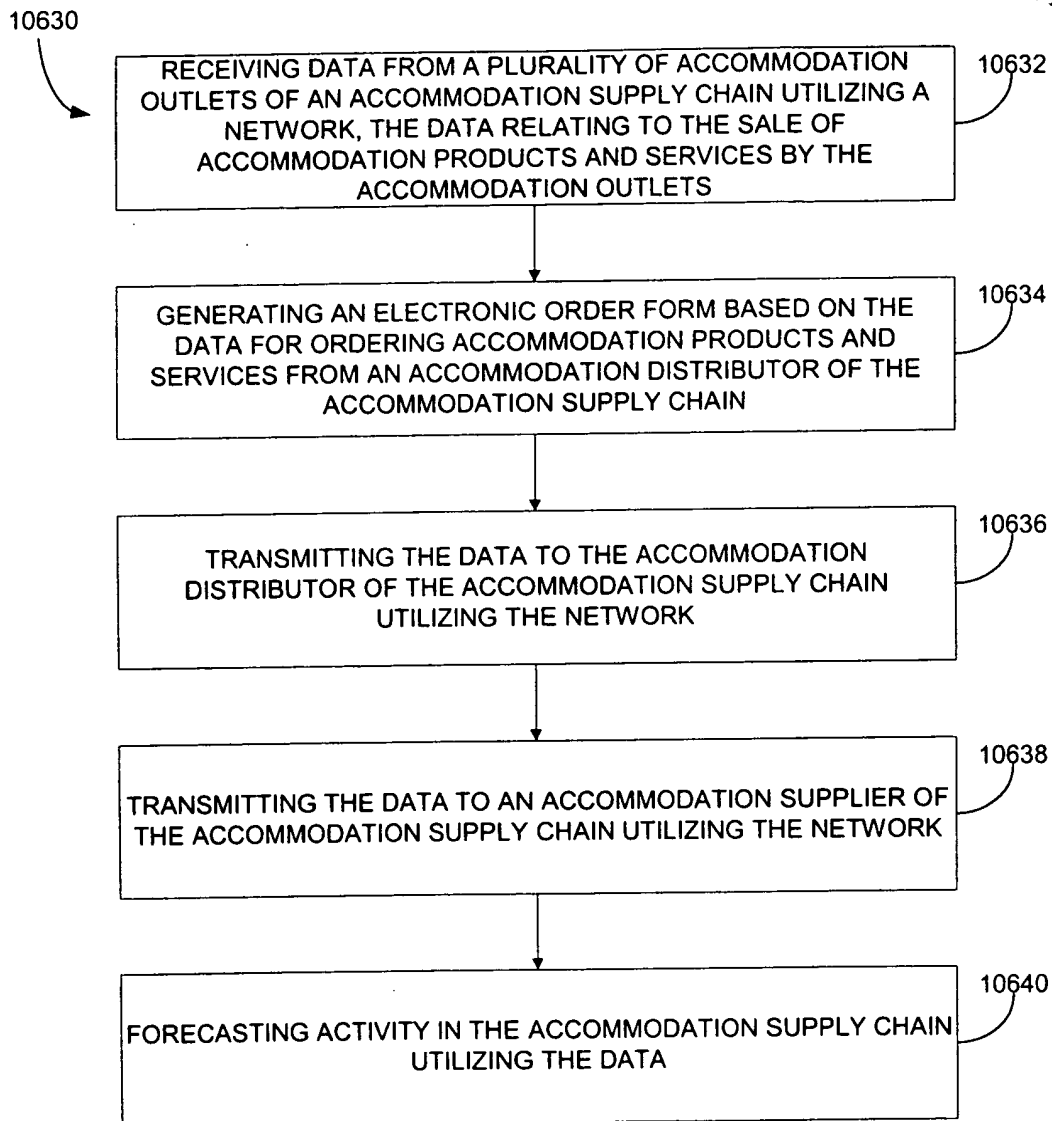 10630
RECEIVING DATA FROM A PLURALITY OF ACCOMMODATION
OUTLETS OF AN ACCOMMODATION SUPPLY CHAIN UTILIZING A
NETWORK, THE DATA RELATING TO THE SALE OF
ACCOMMODATION PRODUCTS AND SERVICES BY THE
ACCOMMODATION OUTLETS
10632
GENERATING AN ELECTRONIC ORDER FORM BASED ON THE
DATA FOR ORDERING ACCOMMODATION PRODUCTS AND
SERVICES FROM AN ACCOMMODATION DISTRIBUTOR OF THE
ACCOMMODATION SUPPLY CHAIN
10634
TRANSMITTING THE DATA TO THE ACCOMMODATION
DISTRIBUTOR OF THE ACCOMMODATION SUPPLY CHAIN
UTILIZING THE NETWORK
10636
TRANSMITTING THE DATA TO AN ACCOMMODATION SUPPLIER OF
THE ACCOMMODATION SUPPLY CHAIN UTILIZING THE NETWORK
10638
FORECASTING ACTIVITY IN THE ACCOMMODATION SUPPLY CHAIN
UTILIZING THE DATA
10640